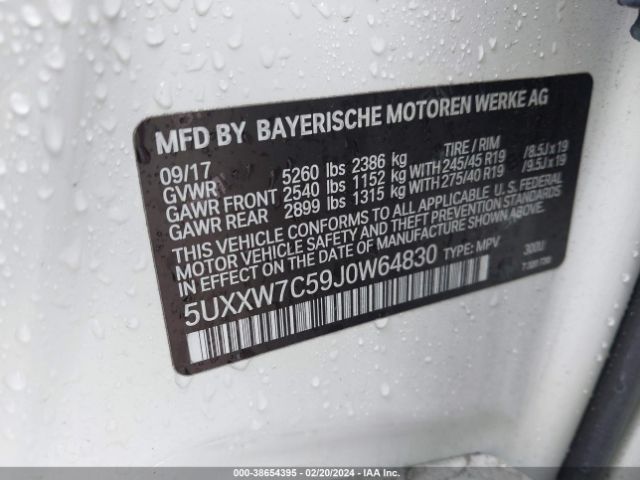 MFD BY BAYERISCHE MOTOREN WERKE AG
09/17 TIRE / RIM
GVWR 5260 lbs 2386 kg
GAWR FRONT 2540 lbs 1152 kg WITH 245/45 R19 /8.5J x 19
GAWR REAR 2899 lbs 1315 kg WITH 275/40 R19 /9.5J x 19
THIS VEHICLE CONFORMS TO ALL APPLICABLE U.S. FEDERAL
MOTOR VEHICLE SAFETY AND THEFT PREVENTION STANDARDS
IN EFFECT ON THE DATE OF MANUFACTURE SHOWN ABOVE.
5UXXW7C59J0W64830 TYPE: MPV
000-38654395 - 02/20/2024 - IAA Inc.